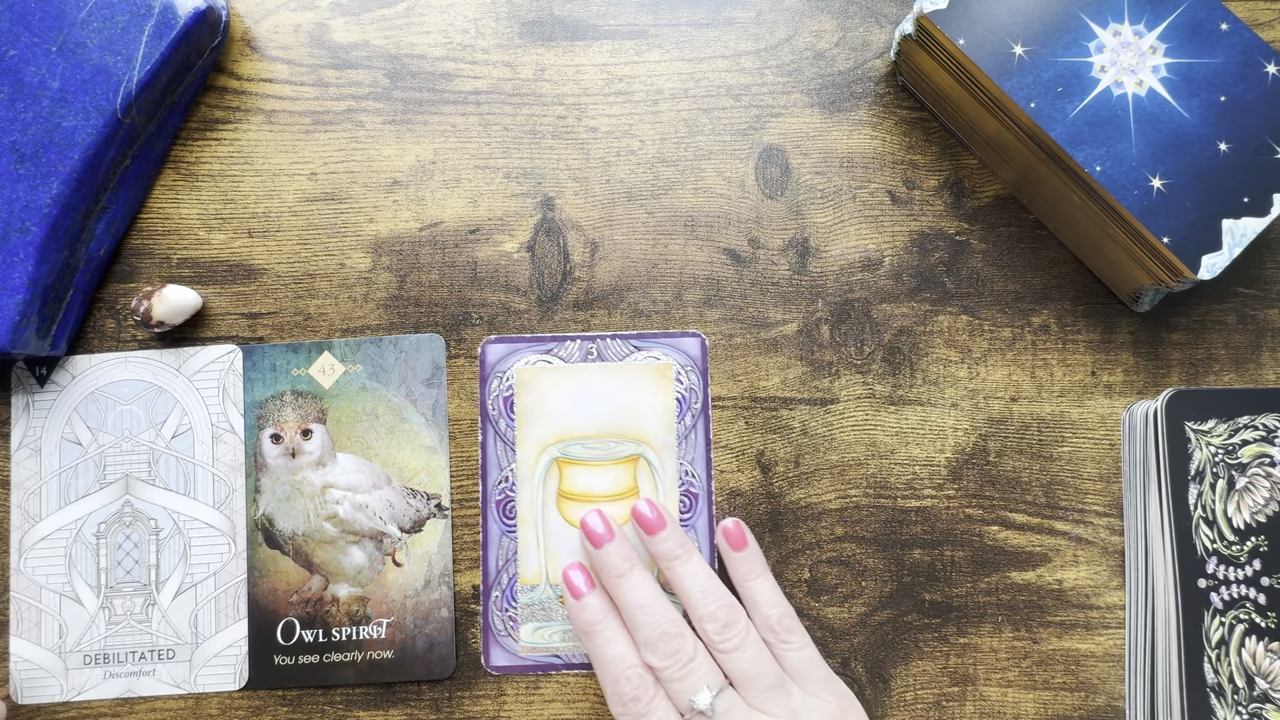 14
DEBILITATED
Discomfort
43
OWL SPIRIT
You see clearly now.
3